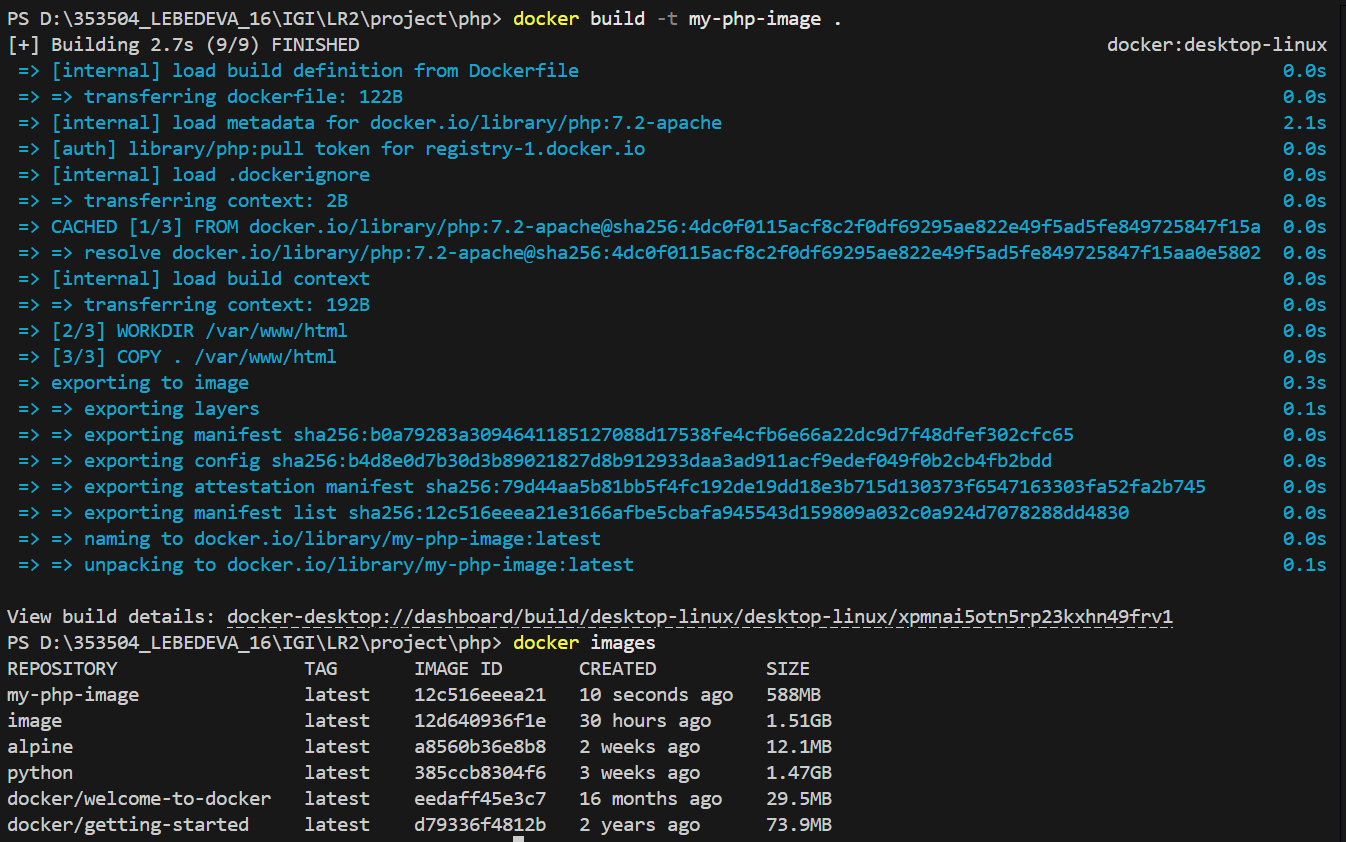 PS D:\353504_LEBEDEVA_16\IGI\LR2\project\php> docker build -t my-php-image .
[+] Building 2.7s (9/9) FINISHED docker:desktop-linux
=> [internal] load build definition from Dockerfile 0.0s
=> => transferring dockerfile: 122B 0.0s
=> [internal] load metadata for docker.io/library/php:7.2-apache 2.1s
=> [auth] library/php:pull token for registry-1.docker.io 0.0s
=> [internal] load .dockerignore 0.0s
=> => transferring context: 2B 0.0s
=> CACHED [1/3] FROM docker.io/library/php:7.2-apache@sha256:4dc0f0115acf8c2f0df69295ae822e49f5ad5fe849725847f15a 0.0s
=> => resolve docker.io/library/php:7.2-apache@sha256:4dc0f0115acf8c2f0df69295ae822e49f5ad5fe849725847f15aa0e5802 0.0s
=> [internal] load build context 0.0s
=> => transferring context: 192B 0.0s
=> [2/3] WORKDIR /var/www/html 0.0s
=> [3/3] COPY . /var/www/html 0.0s
=> exporting to image 0.3s
=> => exporting layers 0.1s
=> => exporting manifest sha256:b0a79283a3094641185127088d17538fe4cfb6e66a22dc9d7f48dfef302cfc65 0.0s
=> => exporting config sha256:b4d8e0d7b30d3b89021827d8b912933daa3ad911acf9edef049f0b2cb4fb2bdd 0.0s
=> => exporting attestation manifest sha256:79d44aa5b81bb5f4fc192de19dd18e3b715d130373f6547163303fa52fa2b745 0.0s
=> => exporting manifest list sha256:12c516eeea21e3166afbe5cbafa945543d159809a032c0a924d7078288dd4830 0.0s
=> => naming to docker.io/library/my-php-image:latest 0.0s
=> => unpacking to docker.io/library/my-php-image:latest 0.1s
View build details: docker-desktop://dashboard/build/desktop-linux/desktop-linux/xpmnai5otn5rp23kxhn49frv1
PS D:\353504_LEBEDEVA_16\IGI\LR2\project\php> docker images
REPOSITORY TAG IMAGE ID CREATED SIZE
my-php-image latest 12c516eeea21 10 seconds ago 588MB
image latest 12d640936f1e 30 hours ago 1.51GB
alpine latest a8560b36e8b8 2 weeks ago 12.1MB
python latest 385ccb8304f6 3 weeks ago 1.47GB
docker/welcome-to-docker latest eedaff45e3c7 16 months ago 29.5MB
docker/getting-started latest d79336f4812b 2 years ago 73.9MB